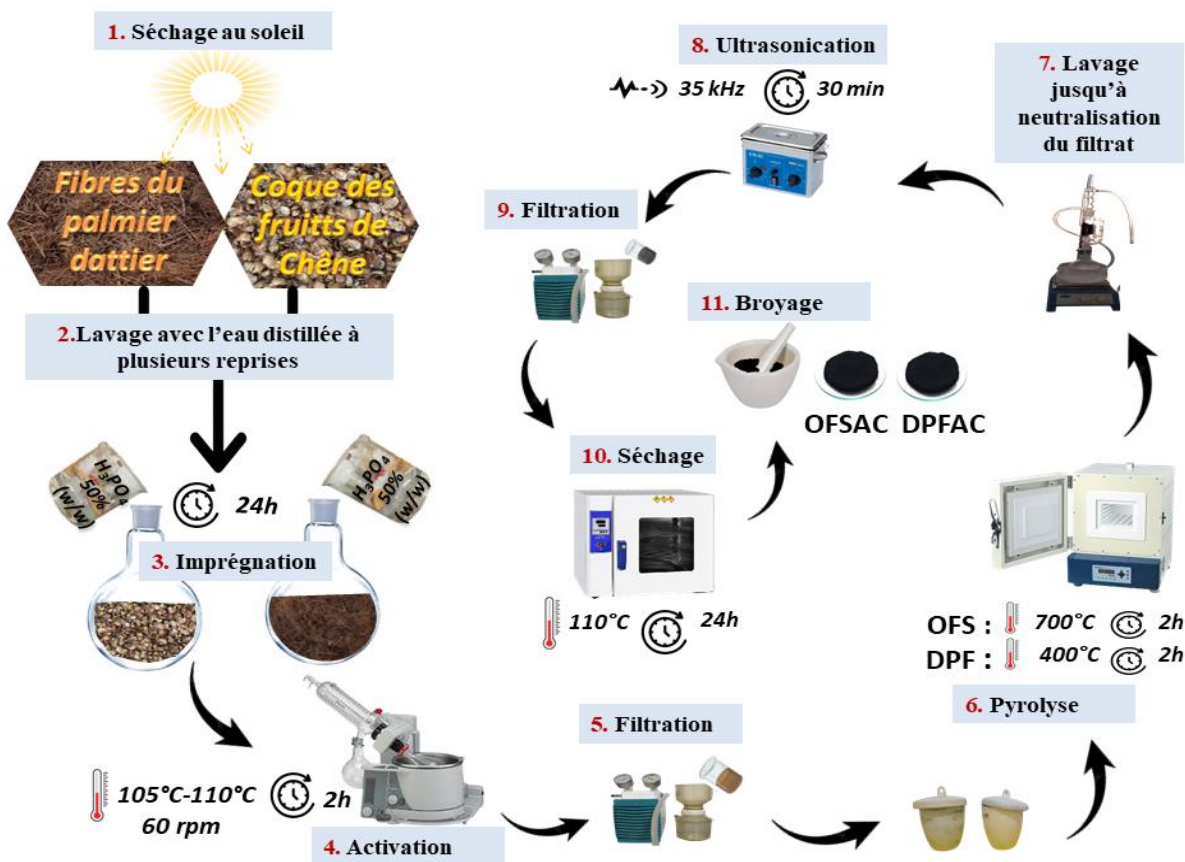 1. Séchage au soleil
Fibres du
palmier
dattier
Coque des
fruitts de
Chêne
2.Lavage avec l'eau distillée à
plusieurs reprises
H₃PO₄
50%
(w/w)
24h
H₃PO₄
50%
(w/w)
3. Imprégnation
105°C-110°C
60 rpm
2h
4. Activation
5. Filtration
6. Pyrolyse
OFS :
700°C
2h
DPF :
400°C
2h
7. Lavage
jusqu'à
neutralisation
du filtrat
8. Ultrasonication
35 kHz
30 min
9. Filtration
10. Séchage
110°C
24h
11. Broyage
OFSAC
DPFAC